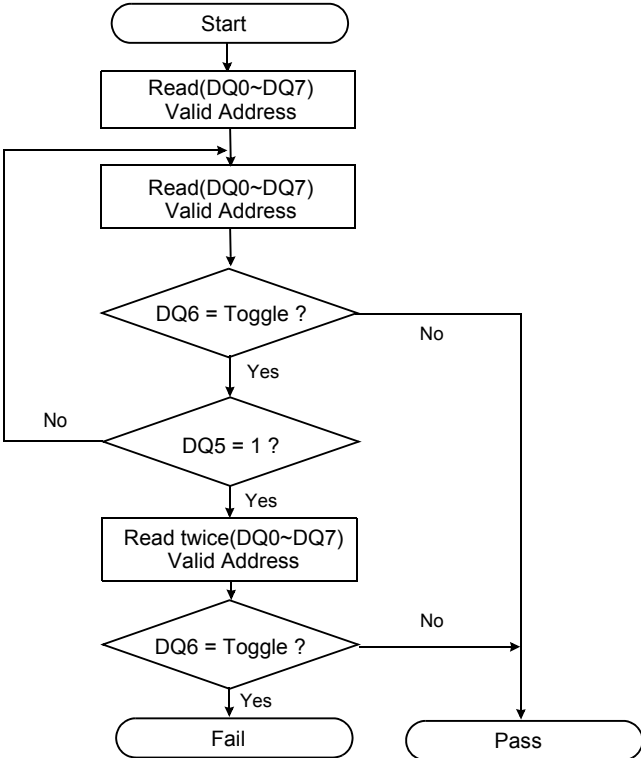 Start
Read(DQ0~DQ7)
Valid Address
Read(DQ0~DQ7)
Valid Address
DQ6 = Toggle ?
No
Yes
No
DQ5 = 1 ?
Yes
Read twice(DQ0~DQ7)
Valid Address
No
DQ6 = Toggle ?
Yes
Fail
Pass